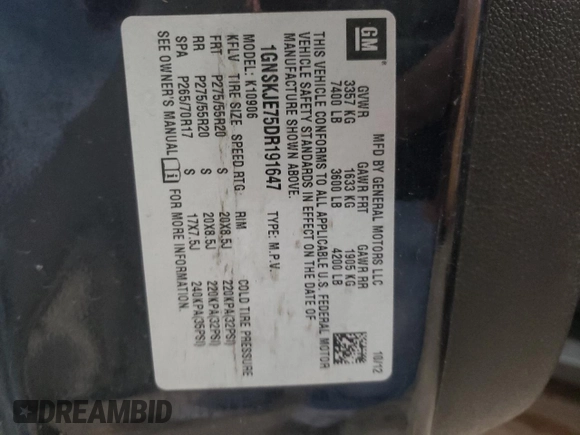 GM
MFD BY GENERAL MOTORS LLC
10/12
GVWR GAWR FRT GAWR RR
3357 KG 1633 KG 1905 KG
7400 LB 3600 LB 4200 LB
THIS VEHICLE CONFORMS TO ALL APPLICABLE U.S. FEDERAL MOTOR
VEHICLE SAFETY STANDARDS IN EFFECT ON THE DATE OF
MANUFACTURE SHOWN ABOVE.
1GNSKJE75DR191647 TYPE: M.P.V.
MODEL: K10906
KFLV TIRE SIZE SPEED RTG: RIM COLD TIRE PRESSURE
FRT P275/55R20 S 20X8.5J 220KPA(32PSI)
RR P275/55R20 S 20X8.5J 220KPA(32PSI)
SPA P265/70R17 S 17X7.5J 240KPA(35PSI)
SEE OWNER'S MANUAL i FOR MORE INFORMATION.
DREAMBID